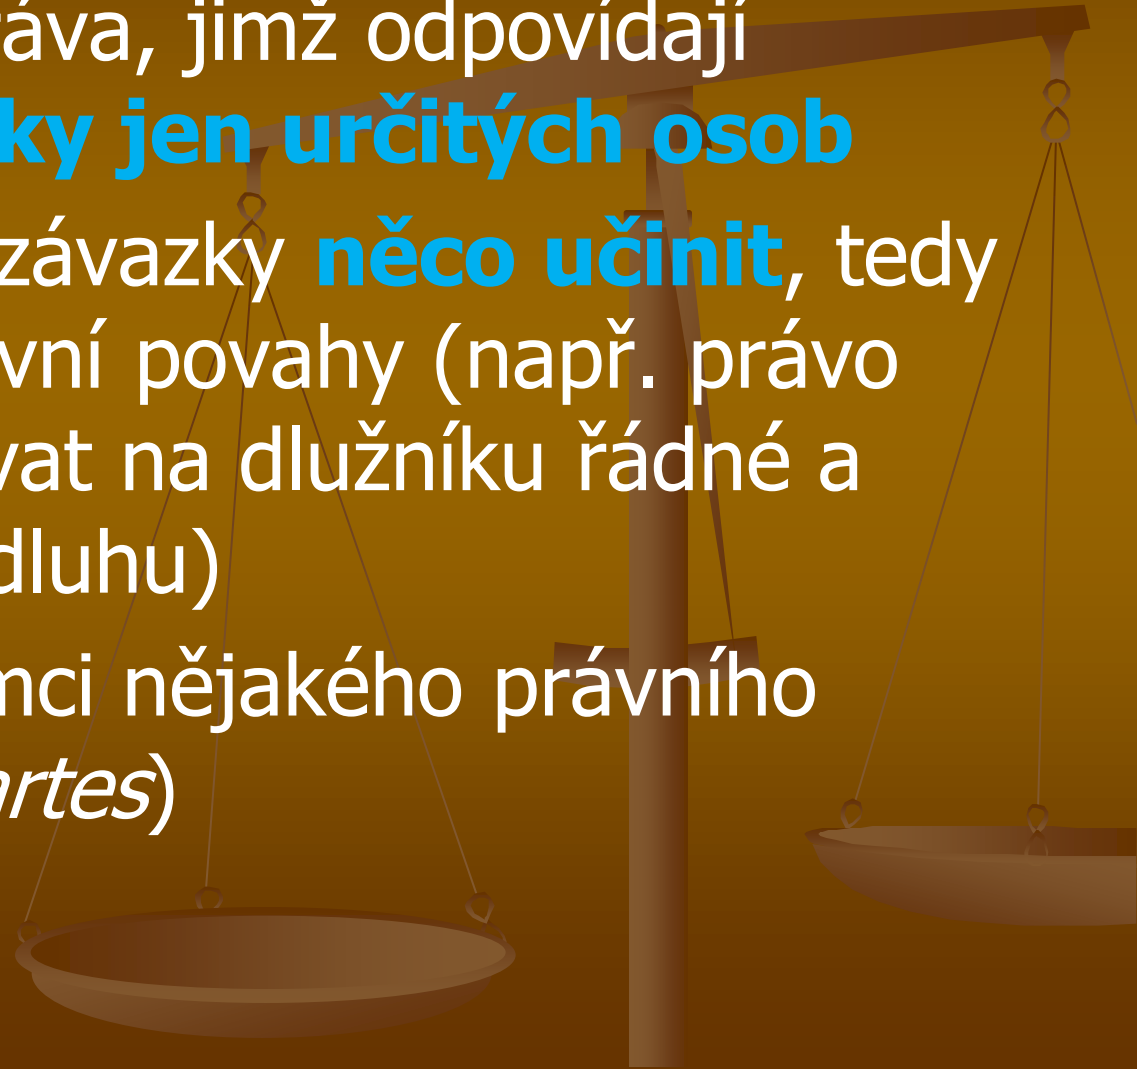 áva, jimž odpovídají
ky jen určitých osob
závazky něco učinit, tedy
vní povahy (např. právo
vat na dlužníku řádné a
dluhu)
mci nějakého právního
artes)